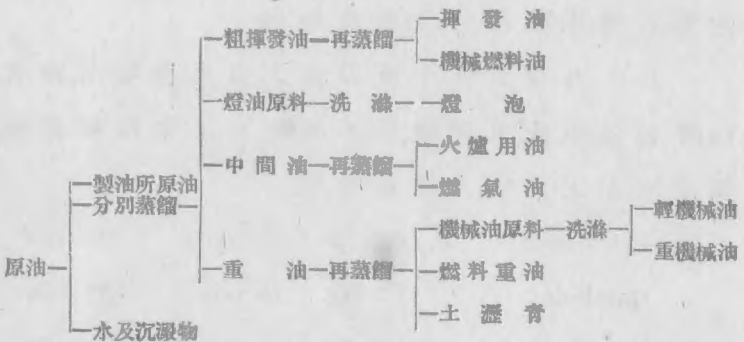 揮發油
粗揮發油 再蒸餾
機械燃料油
燈油原料 洗滌 燈泡
火爐用油
中間油 再蒸餾
燃氣油
製油所原油
分別蒸餾
輕機械油
機械油原料 洗滌
重機械油
原油 重油 再蒸餾 燃料重油
土瀝青
水及沉澱物